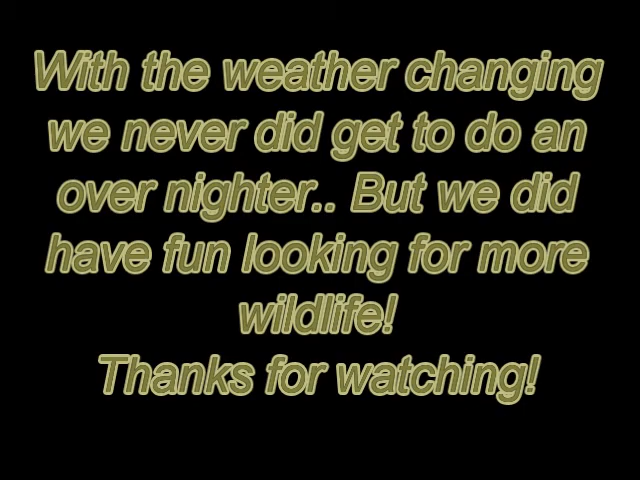 With the weather changing
we never did get to do an
over nighter.. But we did
have fun looking for more
wildlife!
Thanks for watching!